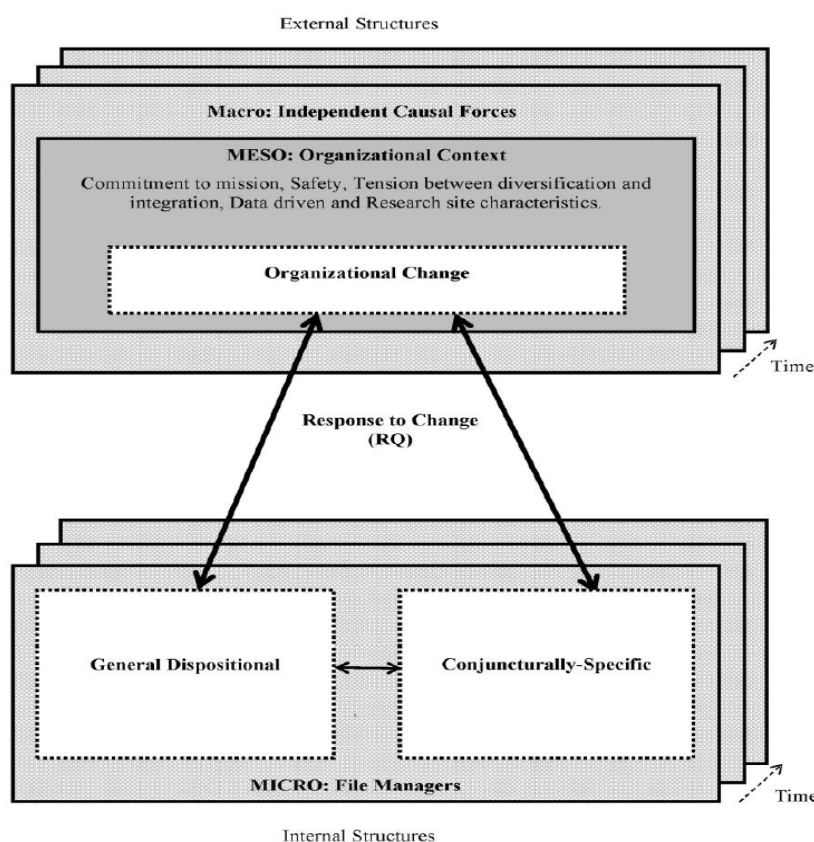 External Structures
Macro: Independent Causal Forces
MESO: Organizational Context
Commitment to mission, Safety, Tension between diversification and
integration, Data driven and Research site characteristics.
Organizational Change
Time
Response to Change
(RQ)
General Dispositional
Conjuncturally-Specific
MICRO: File Managers
Time
Internal Structures